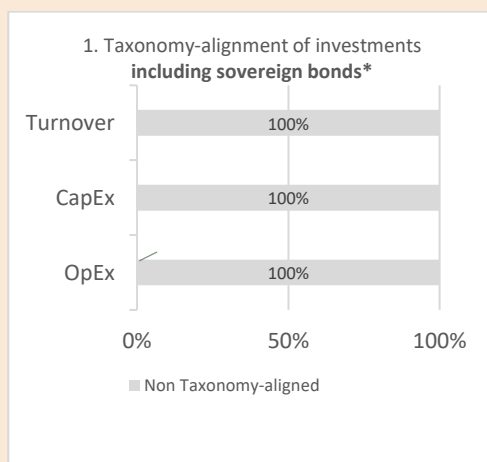 1. Taxonomy-alignment of investments
including sovereign bonds*
Turnover
100%
CapEx
100%
OpEx
100%
0%
50%
100%
Non Taxonomy-aligned